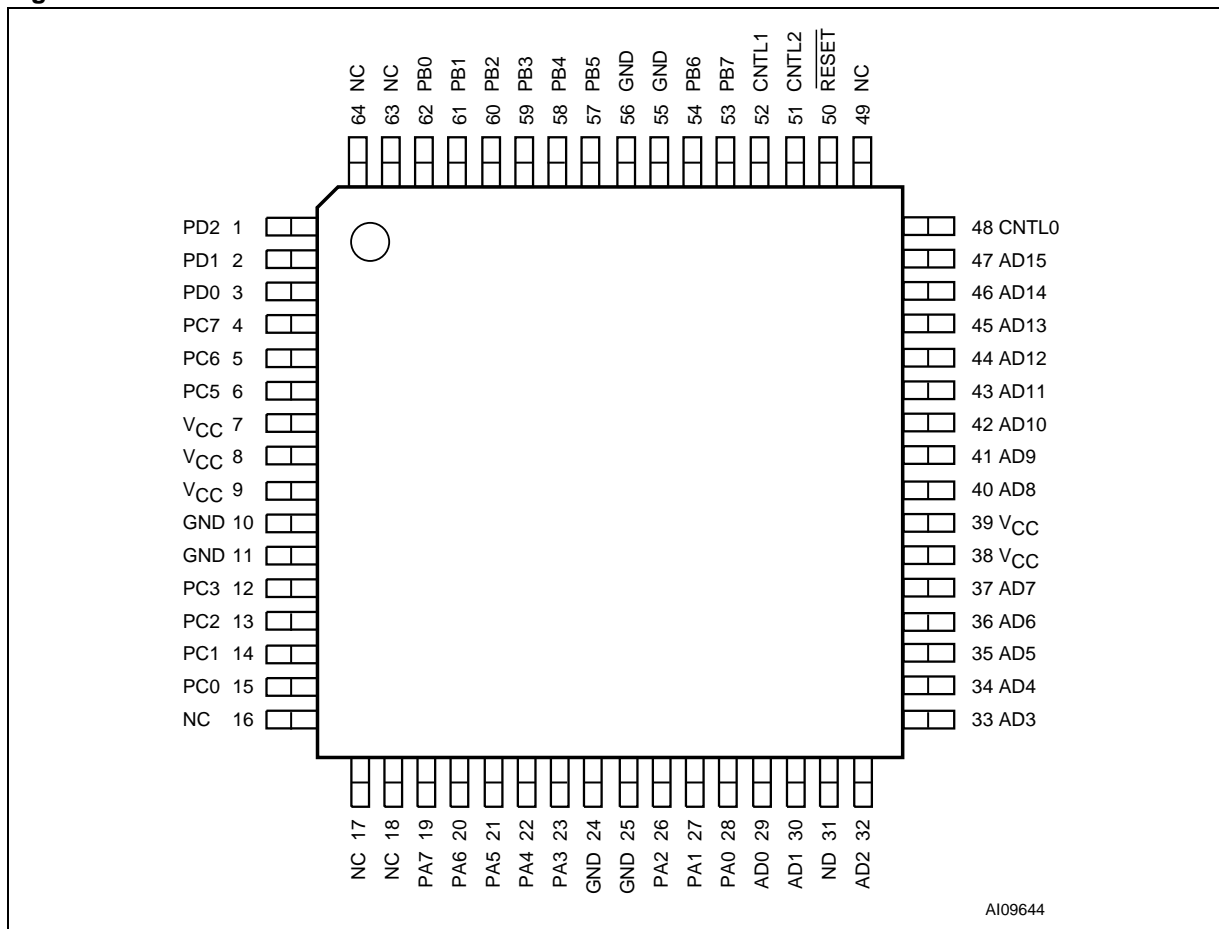 64 NC
63 NC
62 PB0
61 PB1
60 PB2
59 PB3
58 PB4
57 PB5
56 GND
55 GND
54 PB6
53 PB7
52 CNTL1
51 CNTL2
50 RESET
49 NC
PD2 1
PD1 2
PD0 3
PC7 4
PC6 5
PC5 6
VCC 7
VCC 8
VCC 9
GND 10
GND 11
PC3 12
PC2 13
PC1 14
PC0 15
NC 16
48 CNTL0
47 AD15
46 AD14
45 AD13
44 AD12
43 AD11
42 AD10
41 AD9
40 AD8
39 VCC
38 VCC
37 AD7
36 AD6
35 AD5
34 AD4
33 AD3
NC 17
NC 18
PA7 19
PA6 20
PA5 21
PA4 22
PA3 23
GND 24
GND 25
PA2 26
PA1 27
PA0 28
AD0 29
AD1 30
ND 31
AD2 32
AI09644